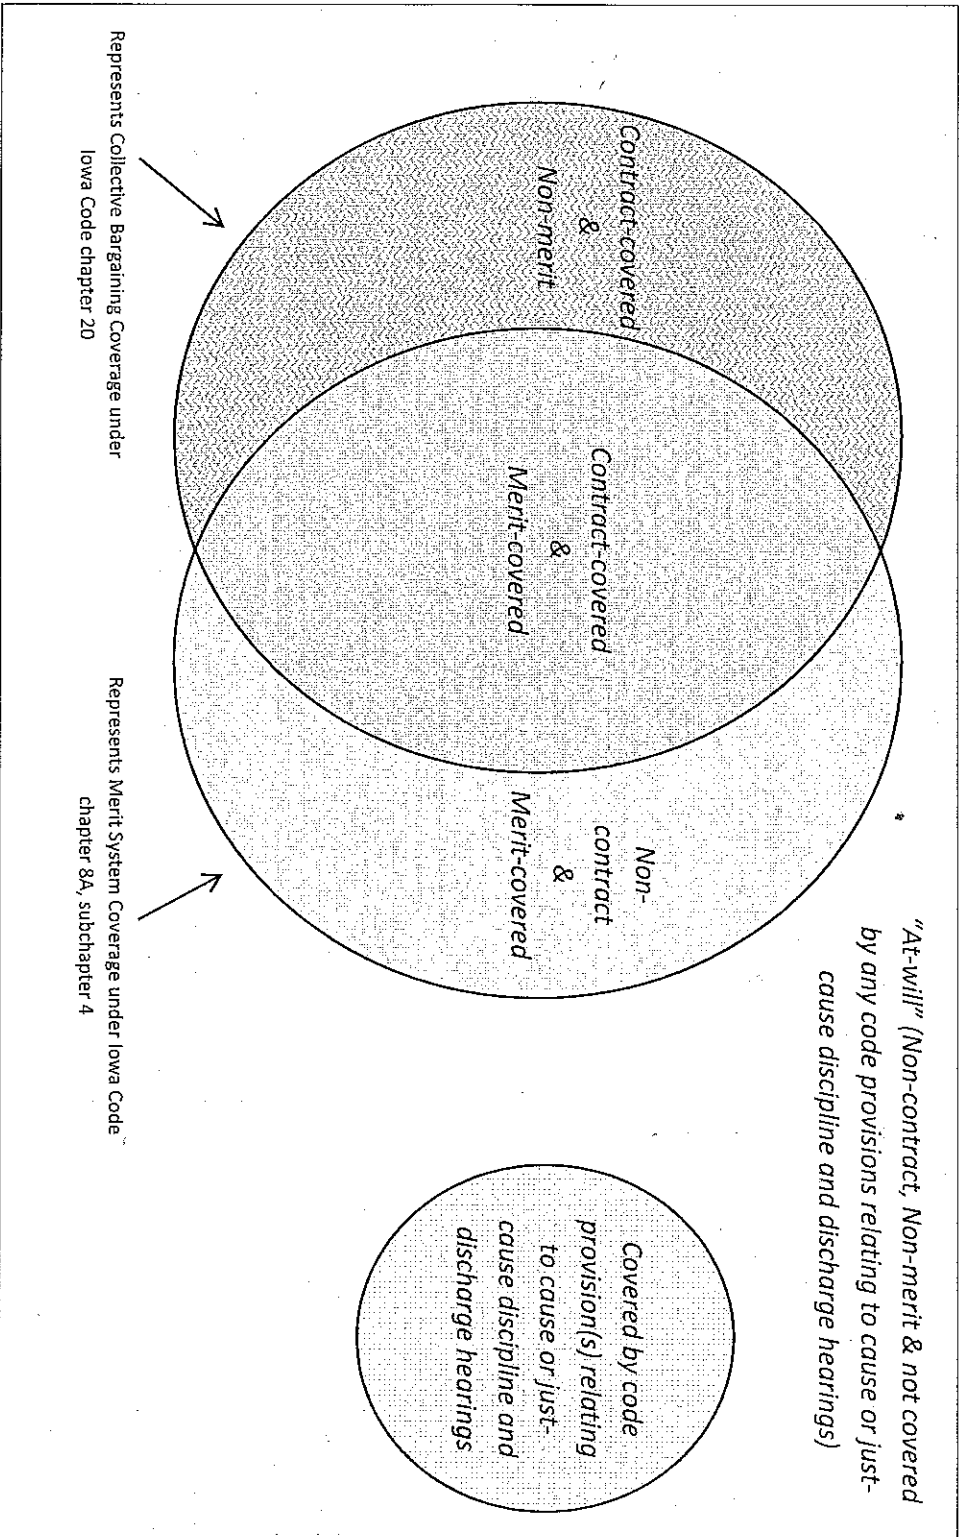 "At-will" (Non-contract, Non-merit & not covered
by any code provisions relating to cause or just-
cause discipline and discharge hearings)
Contract-covered
&
Non-merit
Contract-covered
&
Merit-covered
Non-
contract
&
Merit-covered
Covered by code
provision(s) relating
to cause or just-
cause discipline and
discharge hearings
Represents Collective Bargaining Coverage under
Iowa Code chapter 20
Represents Merit System Coverage under Iowa Code
chapter 8A, subchapter 4